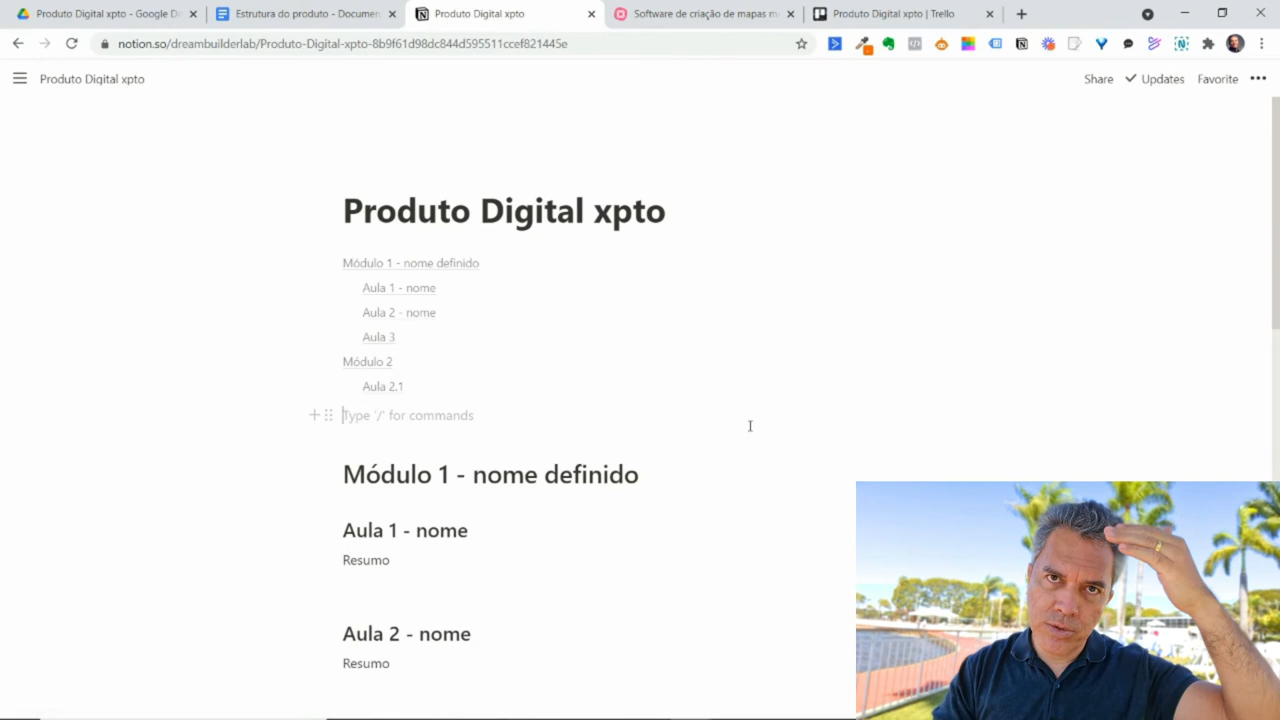 Produto Digital xpto - Google Di
Estrutura do produto - Documen
Produto Digital xpto
Software de criação de mapas m
Produto Digital xpto | Trello
notion.so/dreambuilderlab/Produto-Digital-xpto-8b9f61d98dc844d595511ccef821445e
Produto Digital xpto
Share
Updates
Favorite
Produto Digital xpto
Módulo 1 - nome definido
Aula 1 - nome
Aula 2 - nome
Aula 3
Módulo 2
Aula 2.1
Type '/' for commands
Módulo 1 - nome definido
Aula 1 - nome
Resumo
Aula 2 - nome
Resumo